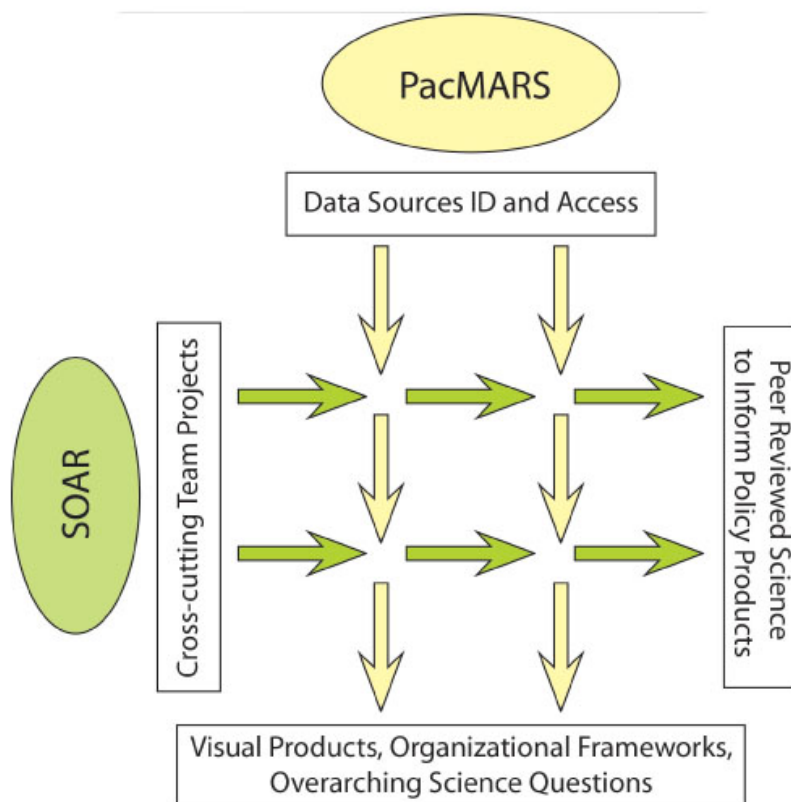 PacMARS
Data Sources ID and Access
SOAR
Cross-cutting Team Projects
Peer Reviewed Science
to Inform Policy Products
Visual Products, Organizational Frameworks,
Overarching Science Questions